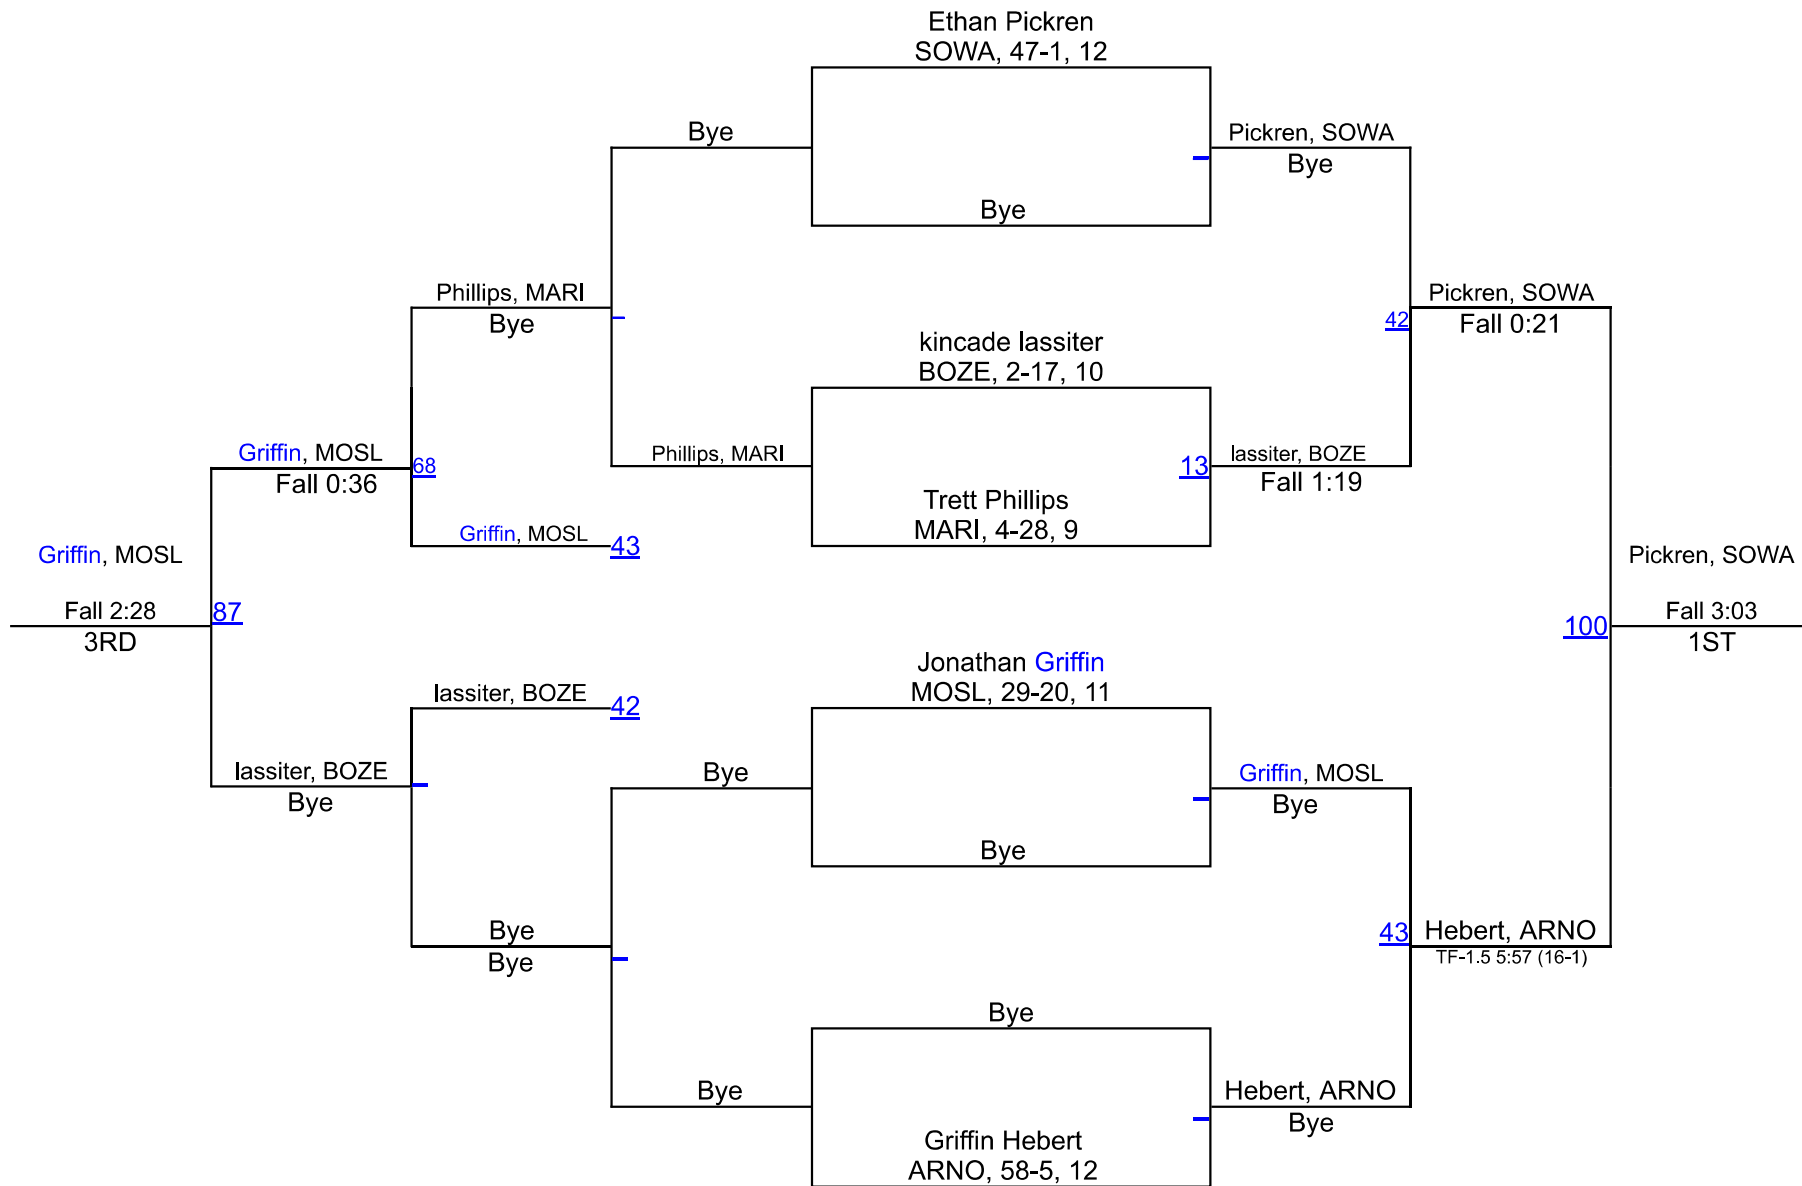 Ethan Pickren
SOWA, 47-1, 12
Bye
Pickren, SOWA
Bye
Bye
Phillips, MARI
Bye
Pickren, SOWA
42
Fall 0:21
kincade lassiter
BOZE, 2-17, 10
Griffin, MOSL
68
Fall 0:36
Phillips, MARI
13
lassiter, BOZE
Fall 1:19
Trett Phillips
MARI, 4-28, 9
Griffin, MOSL
43
Griffin, MOSL
Pickren, SOWA
Fall 2:28
87
3RD
100
Fall 3:03
1ST
Jonathan Griffin
MOSL, 29-20, 11
lassiter, BOZE
42
lassiter, BOZE
Bye
Bye
Griffin, MOSL
Bye
Bye
Bye
Bye
43
Hebert, ARNO
TF-1.5 5:57 (16-1)
Bye
Bye
Hebert, ARNO
Bye
Griffin Hebert
ARNO, 58-5, 12